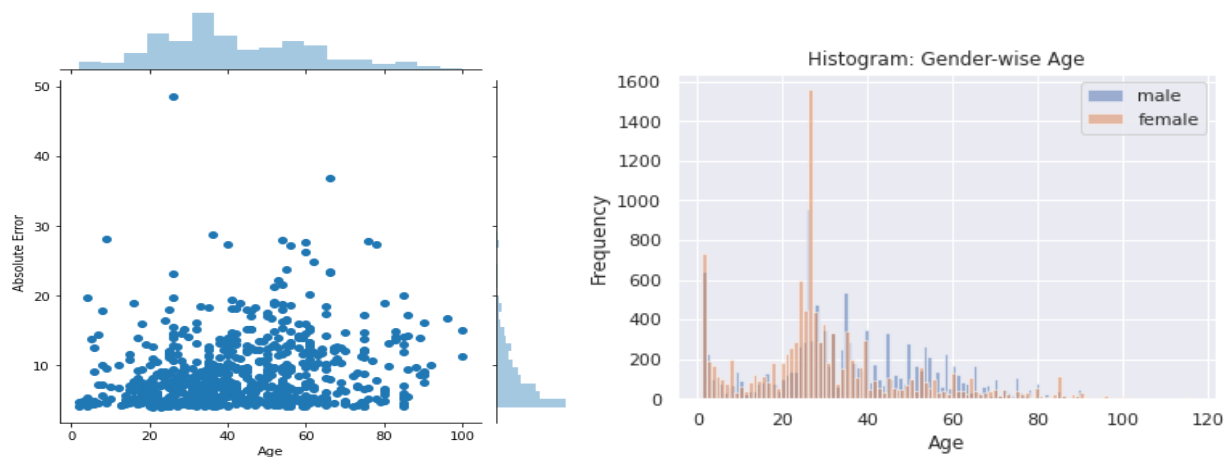 50
40
30
20
10
Absolute Error
0 20 40 60 80 100
Age
Histogram: Gender-wise Age
1600
1400
1200
1000
800
600
400
200
0
Frequency
male
female
0 20 40 60 80 100 120
Age